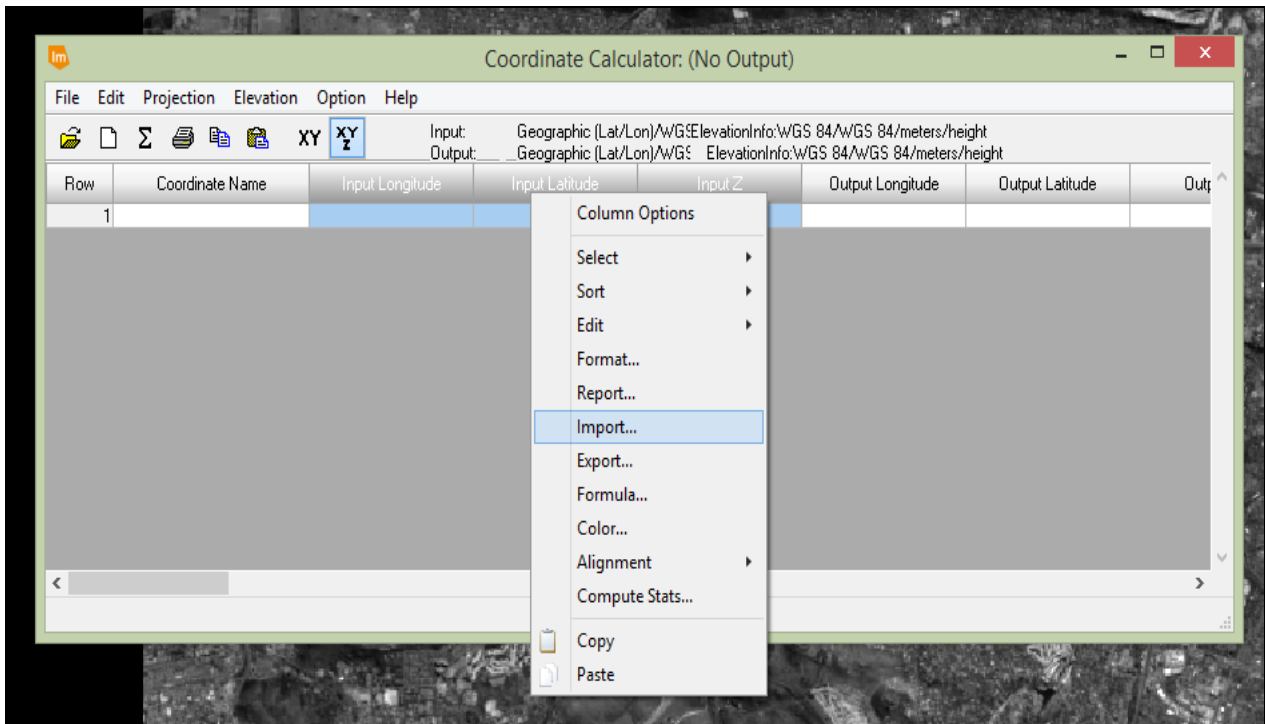 Im
Coordinate Calculator: (No Output)
File Edit Projection Elevation Option Help
XY XYZ Input: Geographic (Lat/Lon)/WGS ElevationInfo:WGS 84/WGS 84/meters/height
Output: Geographic (Lat/Lon)/WGS ElevationInfo:WGS 84/WGS 84/meters/height
Row Coordinate Name Input Longitude Input Latitude Input Z Output Longitude Output Latitude Outp
1
Column Options
Select
Sort
Edit
Format...
Report...
Import...
Export...
Formula...
Color...
Alignment
Compute Stats...
Copy
Paste